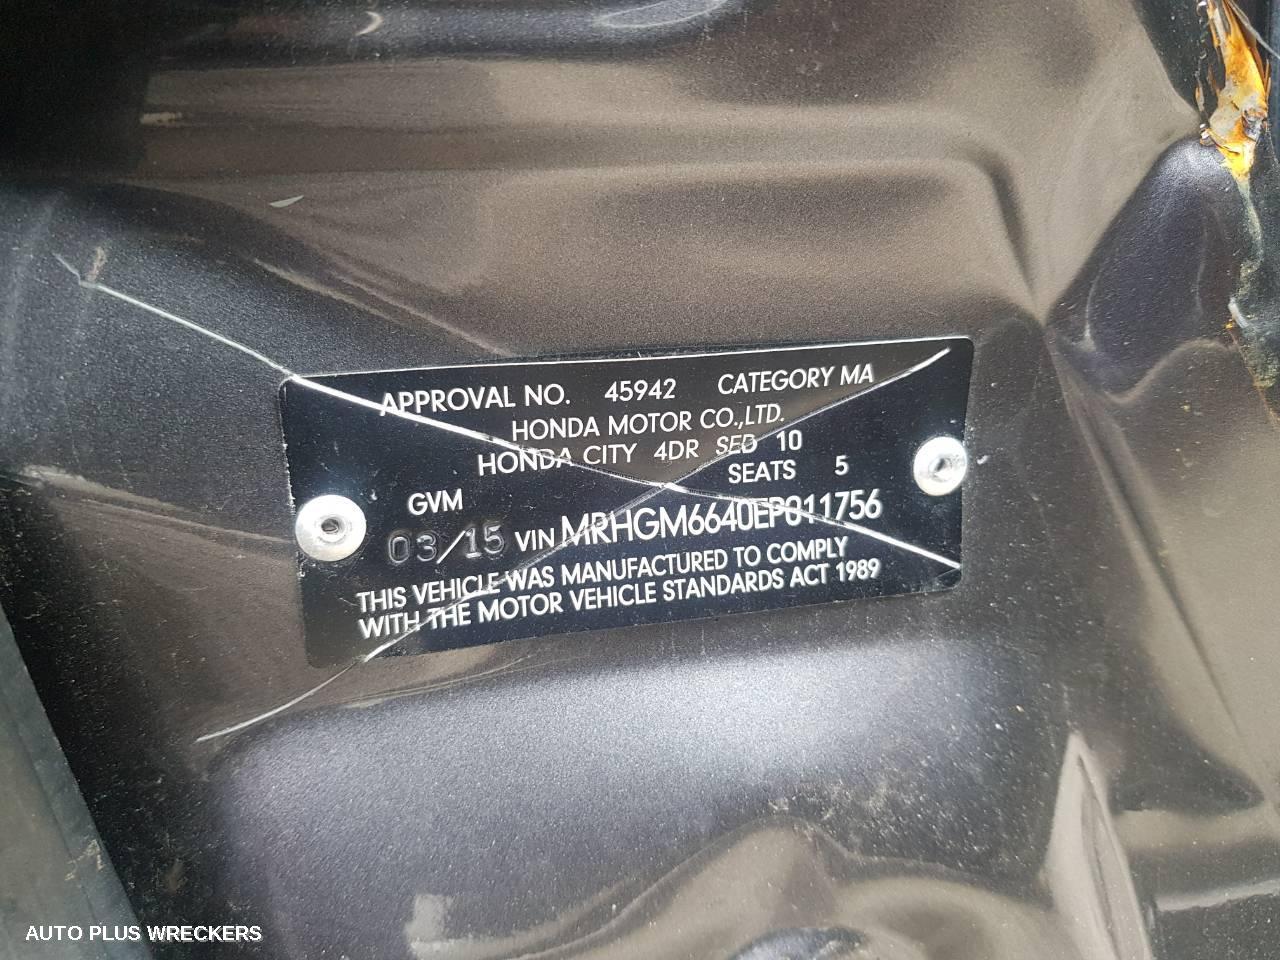 APPROVAL NO. 45942 CATEGORY MA
HONDA MOTOR CO.,LTD.
HONDA CITY 4DR SED 10
SEATS 5
GVM
03/15 VIN MRHGM6640EP011756
THIS VEHICLE WAS MANUFACTURED TO COMPLY
WITH THE MOTOR VEHICLE STANDARDS ACT 1989
AUTO PLUS WRECKERS